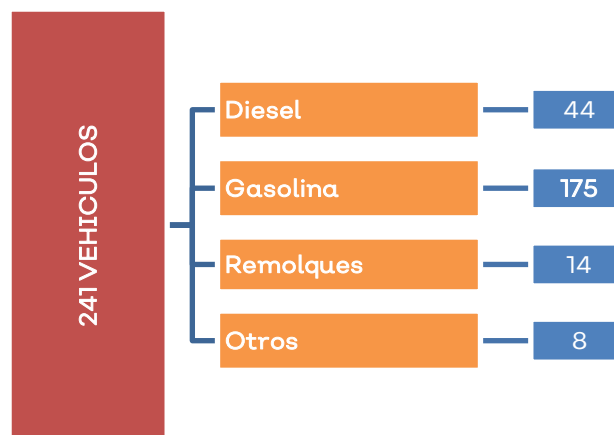 241 VEHICULOS
Diesel
44
Gasolina
175
Remolques
14
Otros
8